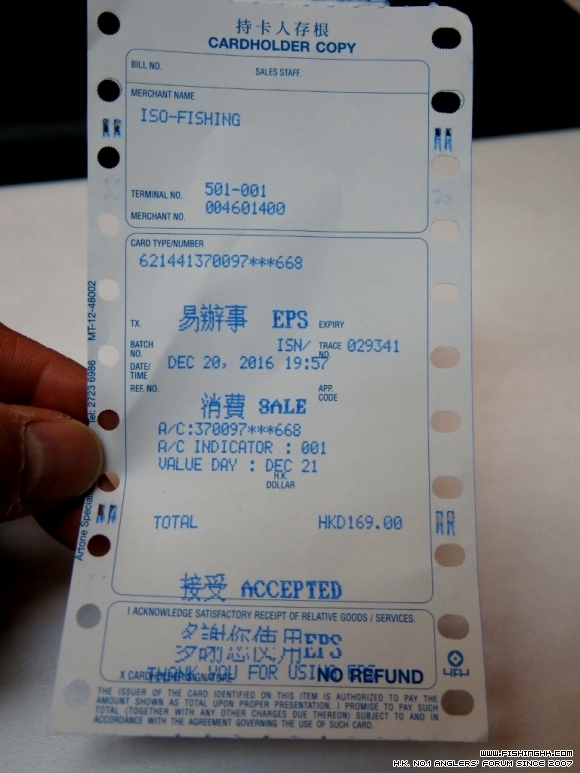 持卡人存根
CARDHOLDER COPY
BILL NO. SALES STAFF.
MERCHANT NAME
ISO-FISHING
TERMINAL NO. 501-001
MERCHANT NO. 004601400
CARD TYPE/NUMBER
621441370097***668
TX. 易辦事 EPS EXPIRY
BATCH NO. ISN/ TRACE NO. 029341
DATE/TIME DEC 20, 2016 19:57
REF. NO. APP. CODE
消費 SALE
A/C:370097***668
A/C INDICATOR : 001
VALUE DAY : DEC 21
H.K. DOLLAR
TOTAL HKD169.00
接受 ACCEPTED
I ACKNOWLEDGE SATISFACTORY RECEIPT OF RELATIVE GOODS / SERVICES.
多謝您使用EPS
THANK YOU FOR USING EPS
X CARDHOLDER SIGNATURE NO REFUND
THE ISSUER OF THE CARD IDENTIFIED ON THIS ITEM IS AUTHORIZED TO PAY THE
AMOUNT SHOWN AS TOTAL UPON PROPER PRESENTATION. I PROMISE TO PAY SUCH
TOTAL (TOGETHER WITH ANY OTHER CHARGES DUE THEREON) SUBJECT TO AND IN
ACCORDANCE WITH THE AGREEMENT GOVERNING THE USE OF SUCH CARD.
Tel: 2723 6986 MT-12-48002
WWW.FISHINGHK.COM
H.K. NO.1 ANGLERS' FORUM SINCE 2007